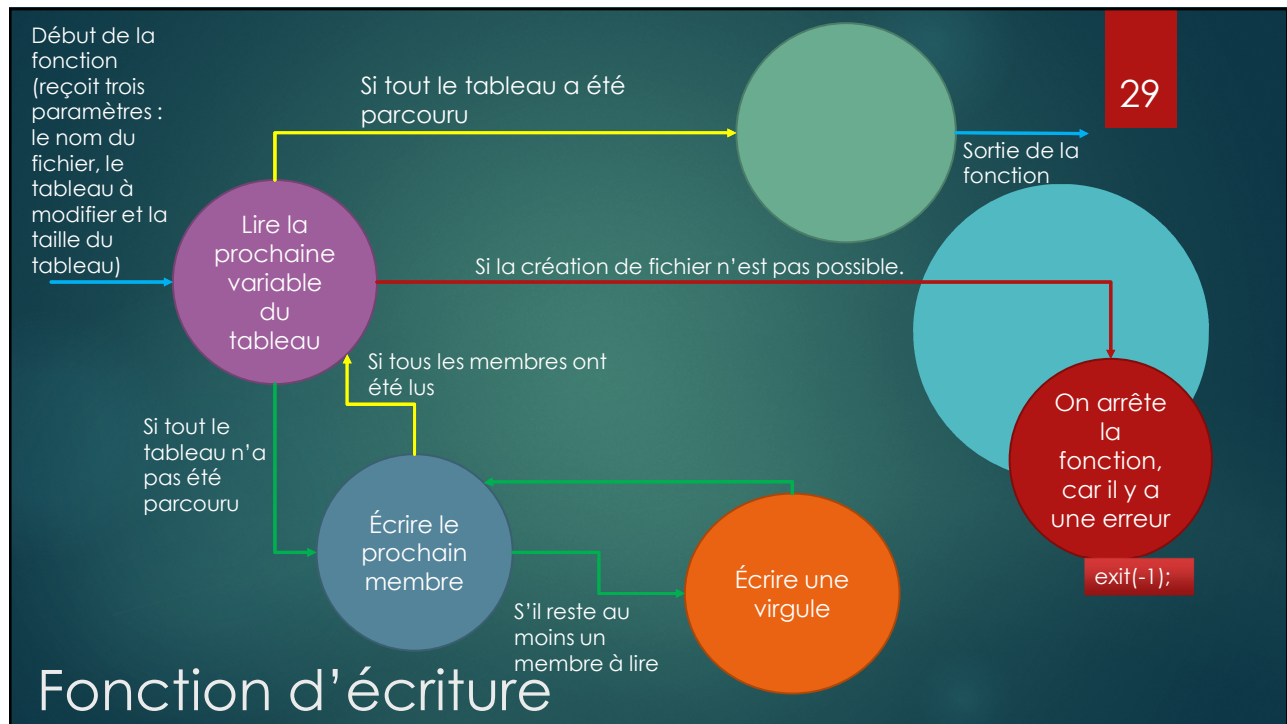 Début de la
fonction
(reçoit trois
paramètres :
le nom du
fichier, le
tableau à
modifier et la
taille du
tableau)
Si tout le tableau a été
parcouru
29
Sortie de la
fonction
Lire la
prochaine
variable
du
tableau
Si la création de fichier n’est pas possible.
Si tous les membres ont
été lus
Si tout le
tableau n’a
pas été
parcouru
On arrête
la
fonction,
car il y a
une erreur
exit(-1);
Écrire le
prochain
membre
S’il reste au
moins un
membre à lire
Écrire une
virgule
Fonction d’écriture